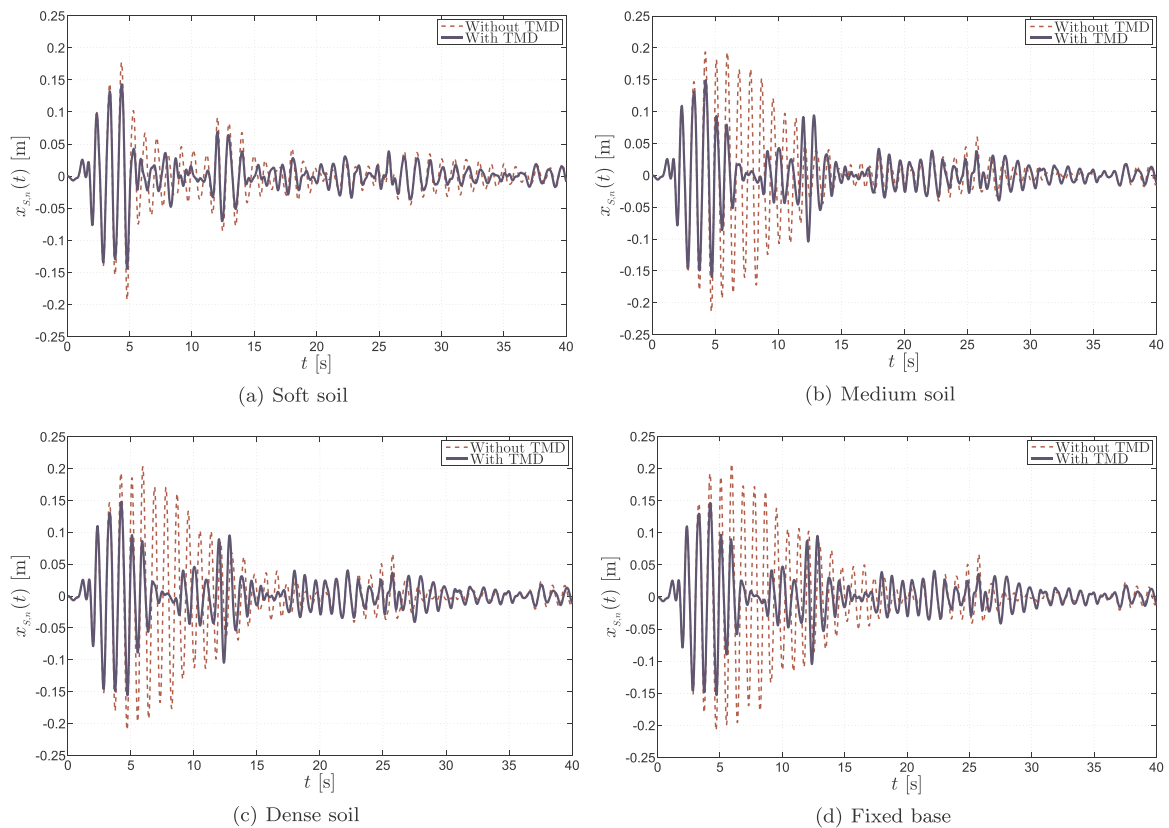 0.25
0.2
0.15
0.1
0.05
0
-0.05
-0.1
-0.15
-0.2
-0.25
x_{S,n}(t) [m]
Without TMD
With TMD
0 5 10 15 20 25 30 35 40
t [s]
(a) Soft soil
0.25
0.2
0.15
0.1
0.05
0
-0.05
-0.1
-0.15
-0.2
-0.25
x_{S,n}(t) [m]
Without TMD
With TMD
0 5 10 15 20 25 30 35 40
t [s]
(b) Medium soil
0.25
0.2
0.15
0.1
0.05
0
-0.05
-0.1
-0.15
-0.2
-0.25
x_{S,n}(t) [m]
Without TMD
With TMD
0 5 10 15 20 25 30 35 40
t [s]
(c) Dense soil
0.25
0.2
0.15
0.1
0.05
0
-0.05
-0.1
-0.15
-0.2
-0.25
x_{S,n}(t) [m]
Without TMD
With TMD
0 5 10 15 20 25 30 35 40
t [s]
(d) Fixed base